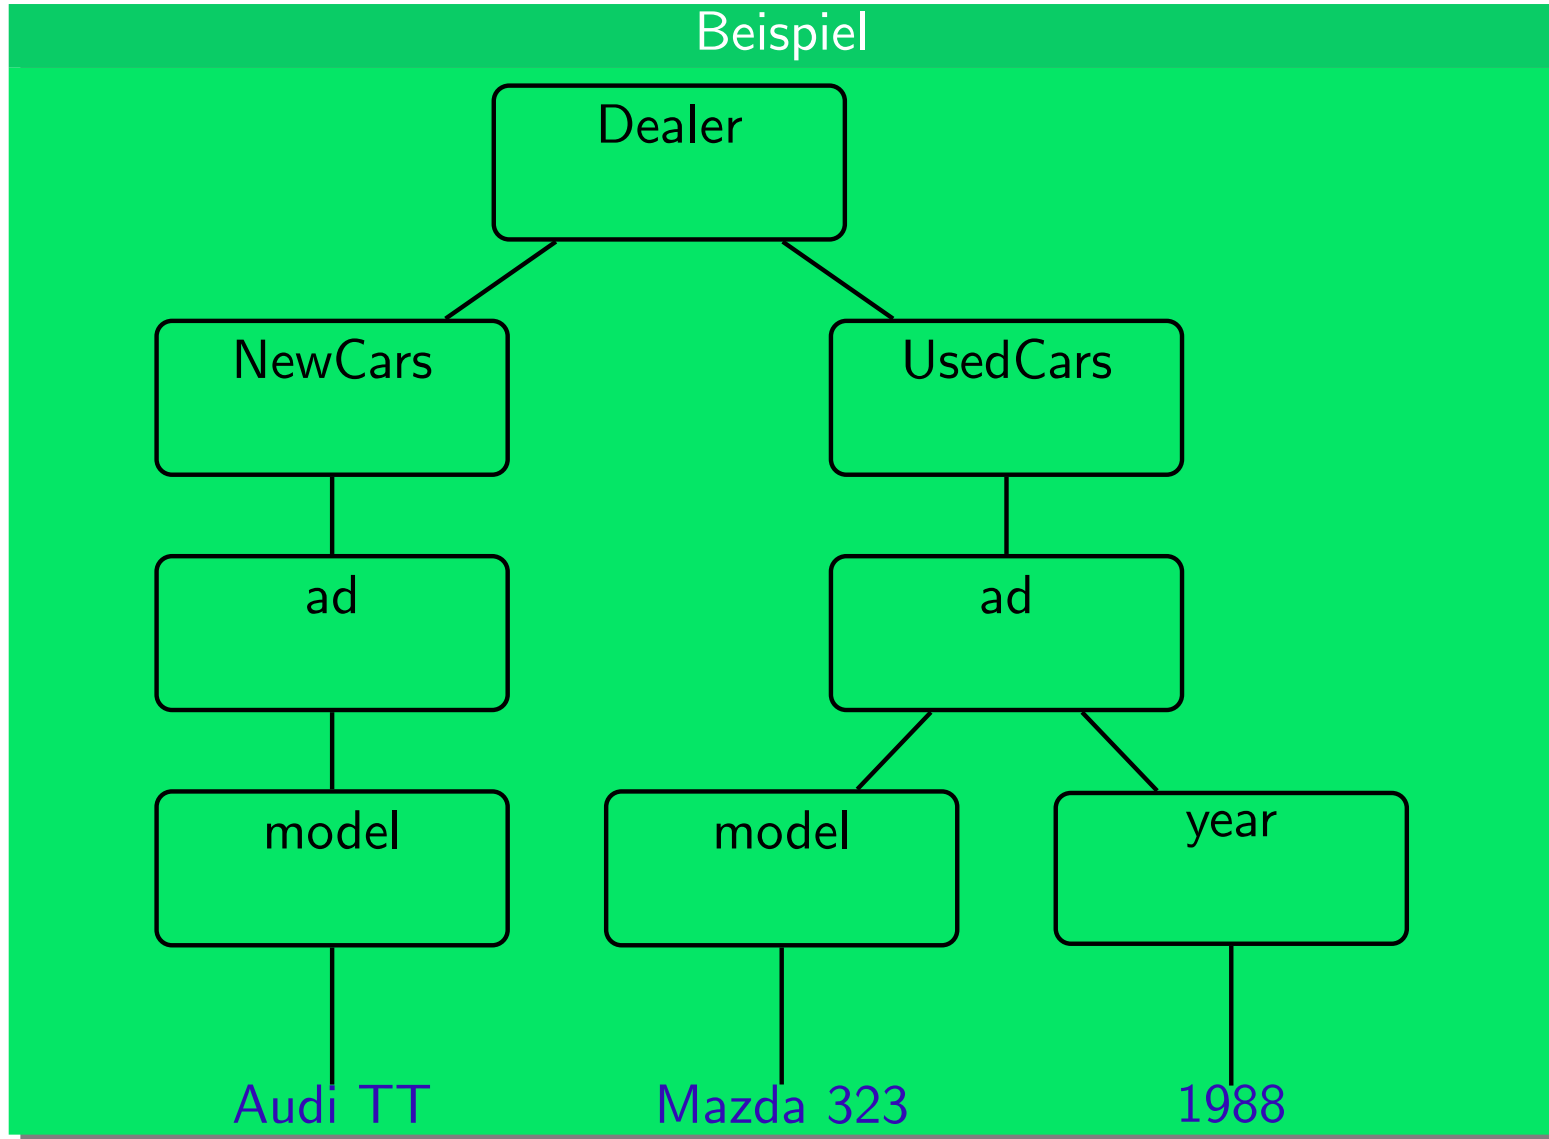 Beispiel
Dealer
NewCars UsedCars
ad ad
model model year
Audi TT Mazda 323 1988